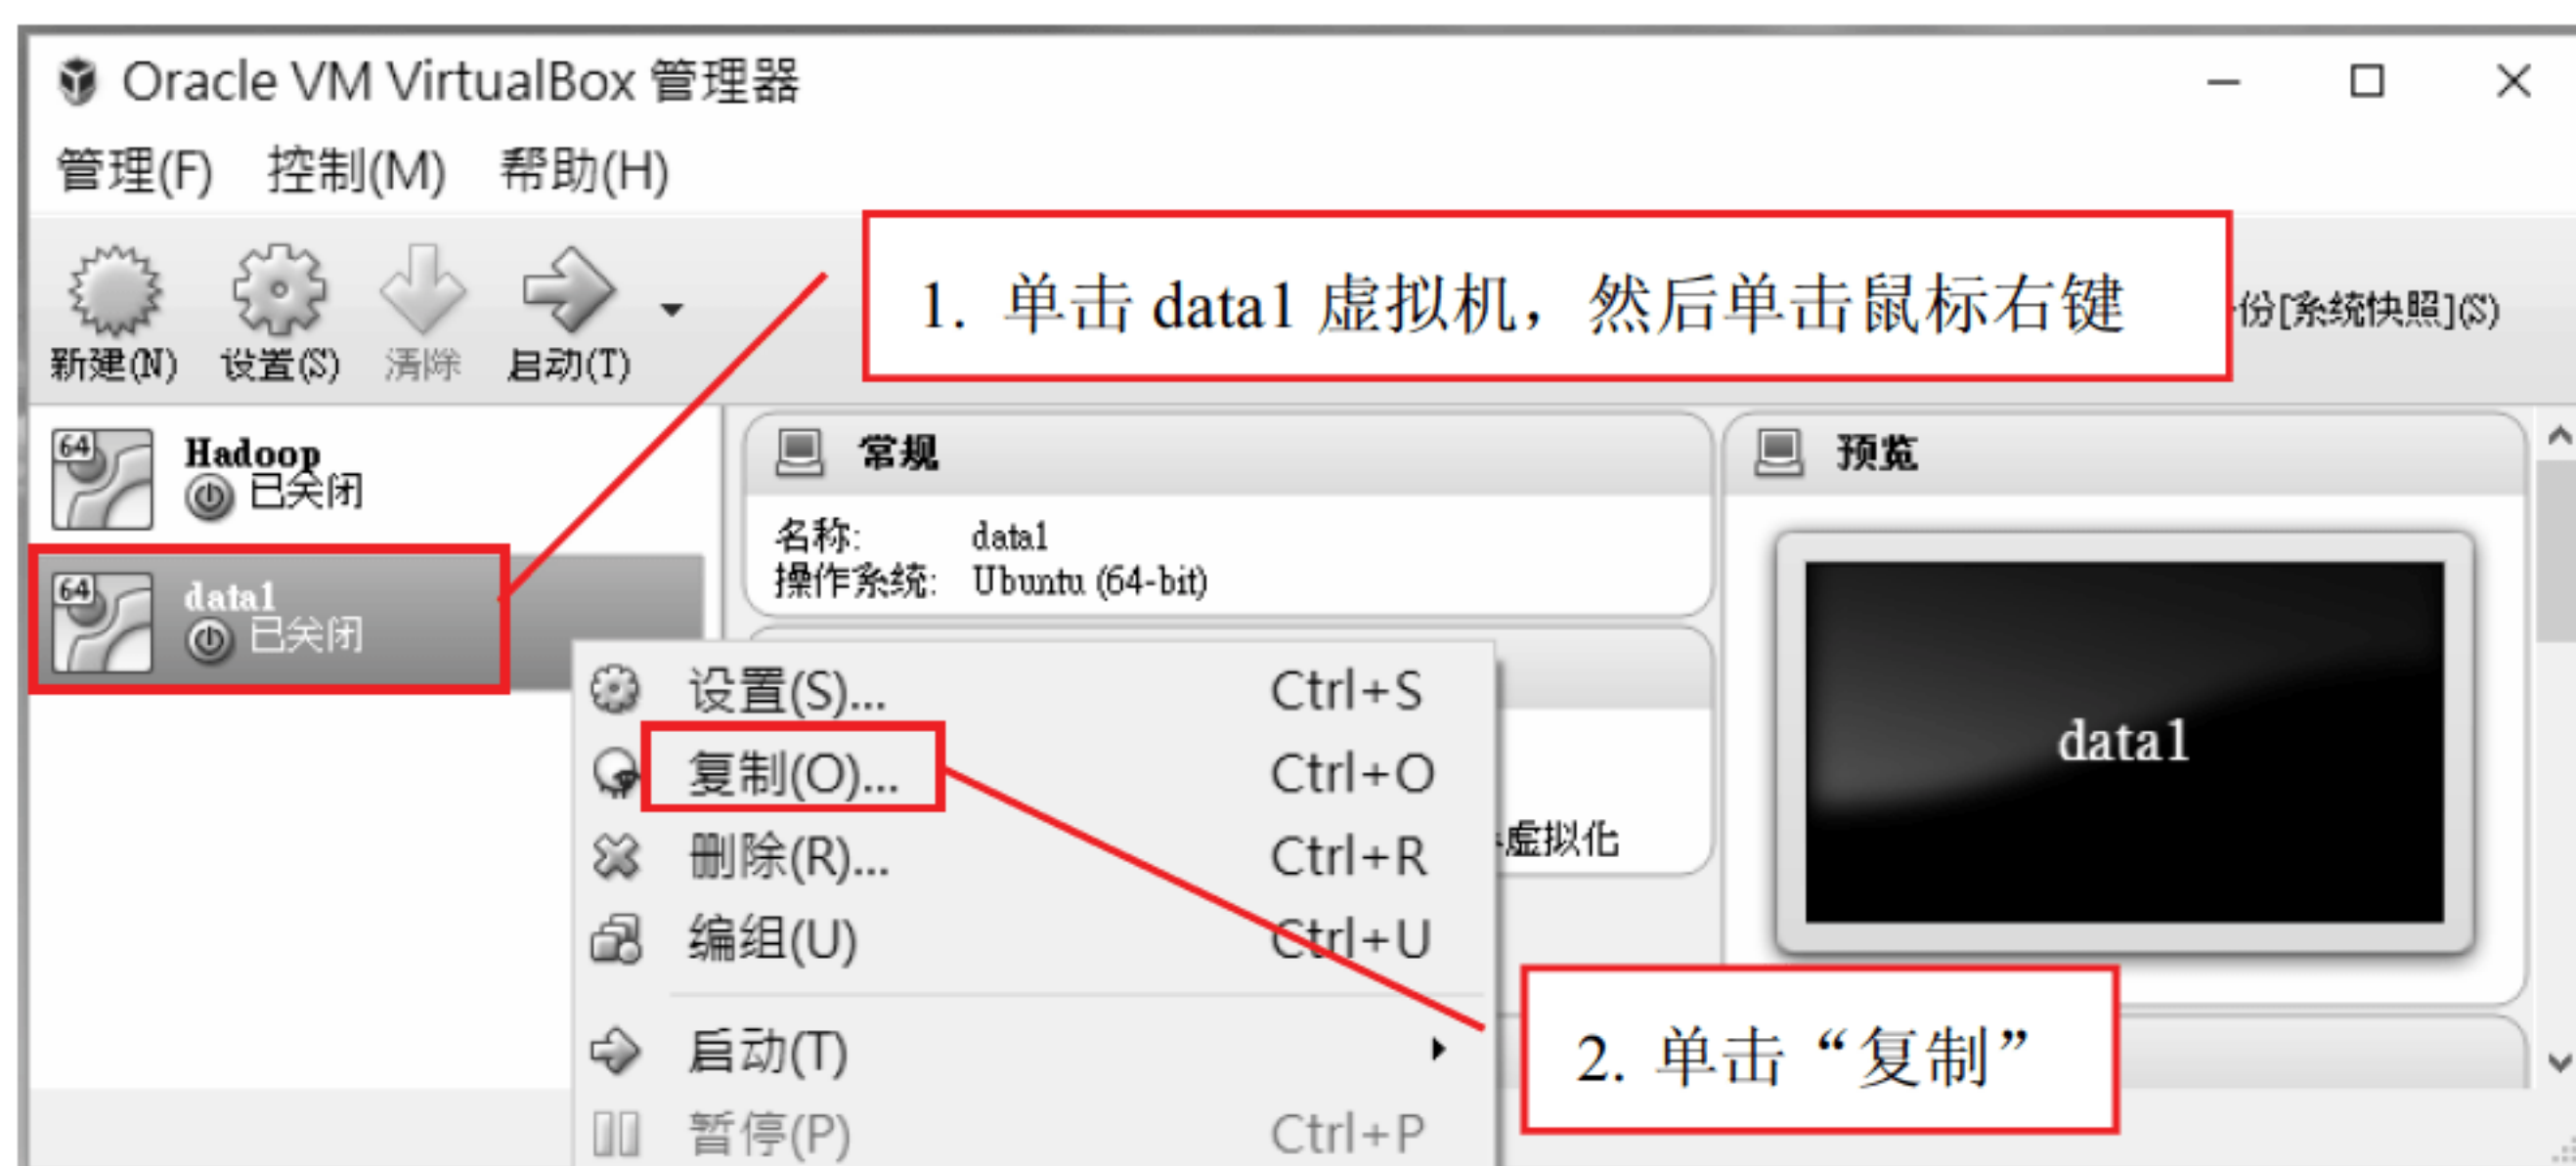 Oracle VM VirtualBox 管理器
管理(F) 控制(M) 帮助(H)
1. 单击 data1 虚拟机，然后单击鼠标右键
份[系统快照](S)
新建(N) 设置(S) 清除 启动(T)
64 Hadoop
已关闭
64 data1
已关闭
常规
名称: data1
操作系统: Ubuntu (64-bit)
预览
data1
设置(S)... Ctrl+S
复制(O)... Ctrl+O
删除(R)... Ctrl+R
编组(U) Ctrl+U
启动(T)
暂停(P) Ctrl+P
虚拟化
2. 单击“复制”